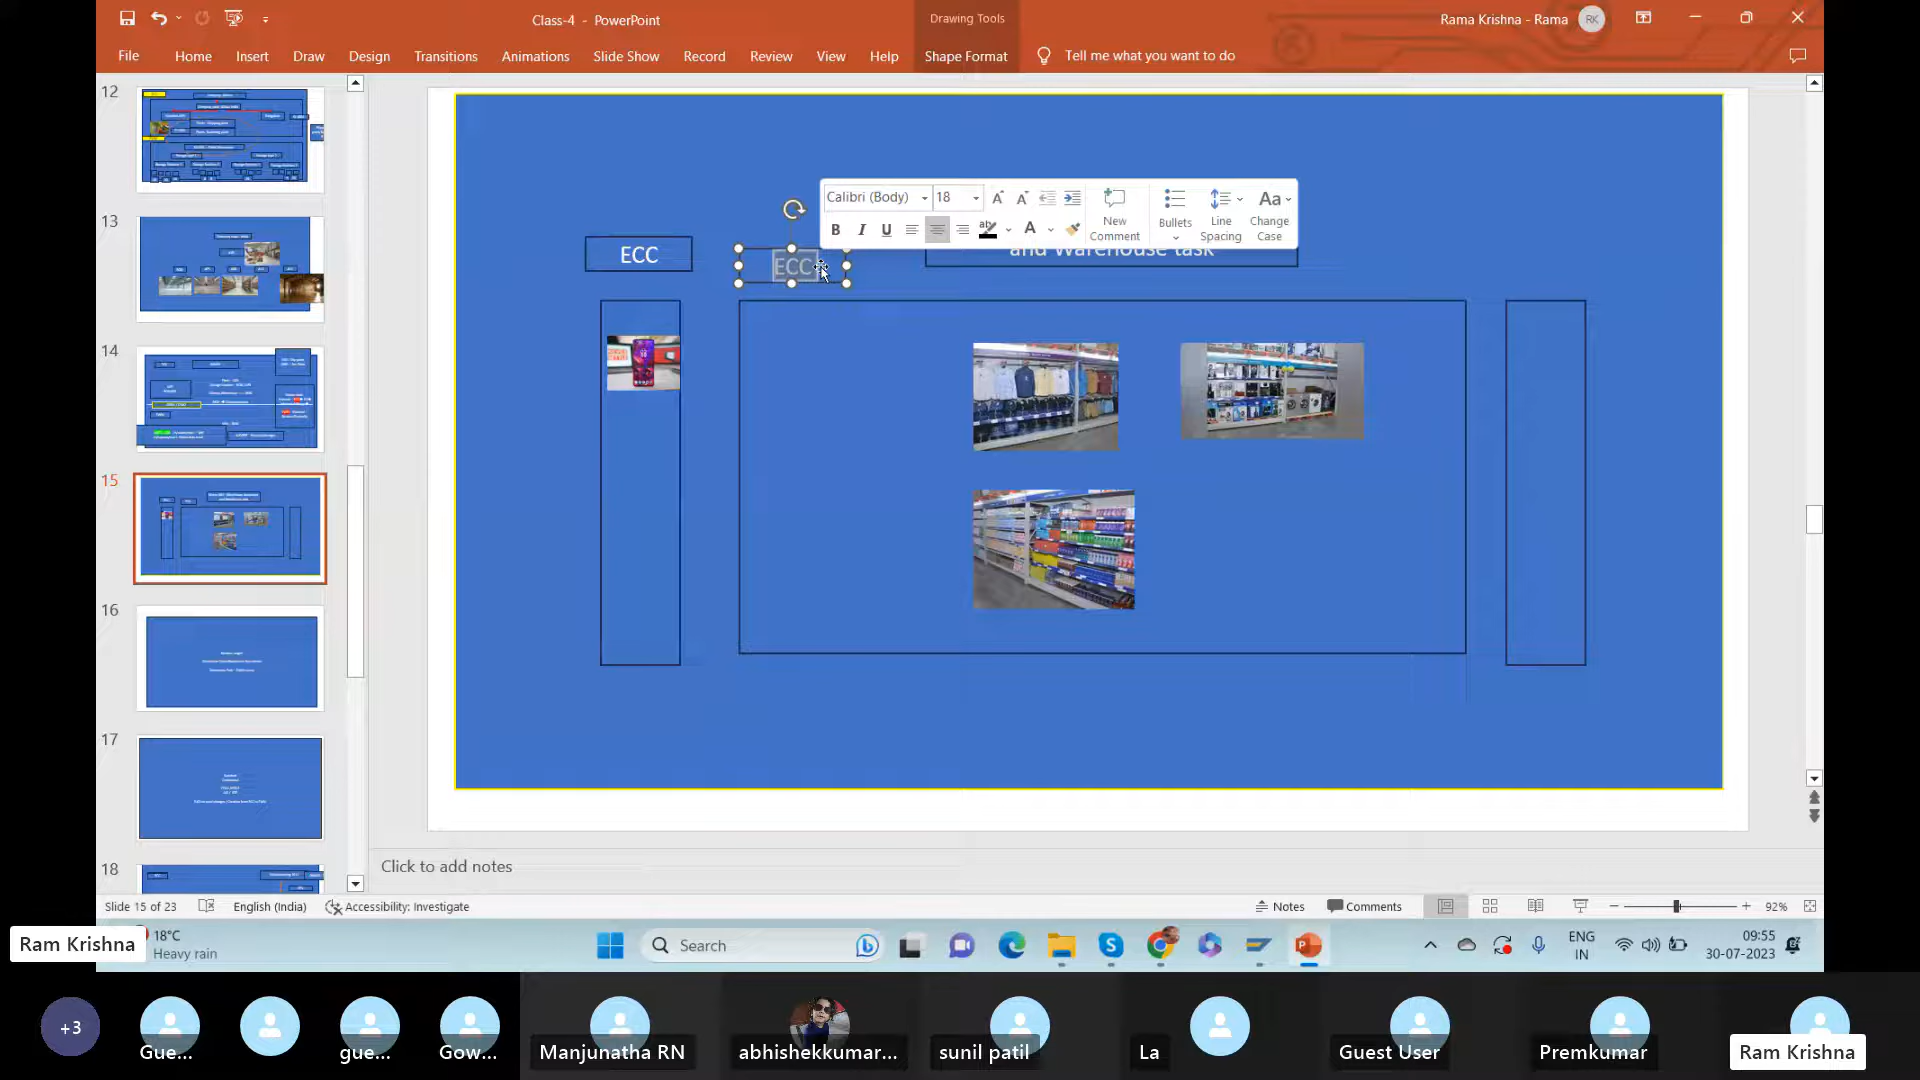 Class-4 - PowerPoint
Drawing Tools
Rama Krishna - Rama
RK
File
Home
Insert
Draw
Design
Transitions
Animations
Slide Show
Record
Review
View
Help
Shape Format
Tell me what you want to do
12
13
14
15
16
17
18
Calibri (Body)
18
New
Comment
Bullets
Line
Spacing
Aa
Change
Case
B
I
U
ab
A
ECC
ECC
and Warehouse task
Click to add notes
Slide 15 of 23
English (India)
Accessibility: Investigate
Notes
Comments
92%
18°C
Heavy rain
Search
ENG
IN
09:55
30-07-2023
Ram Krishna
+3
Gue...
gue...
Gow...
Manjunatha RN
abhishekkumar...
sunil patil
La
Guest User
Premkumar
Ram Krishna